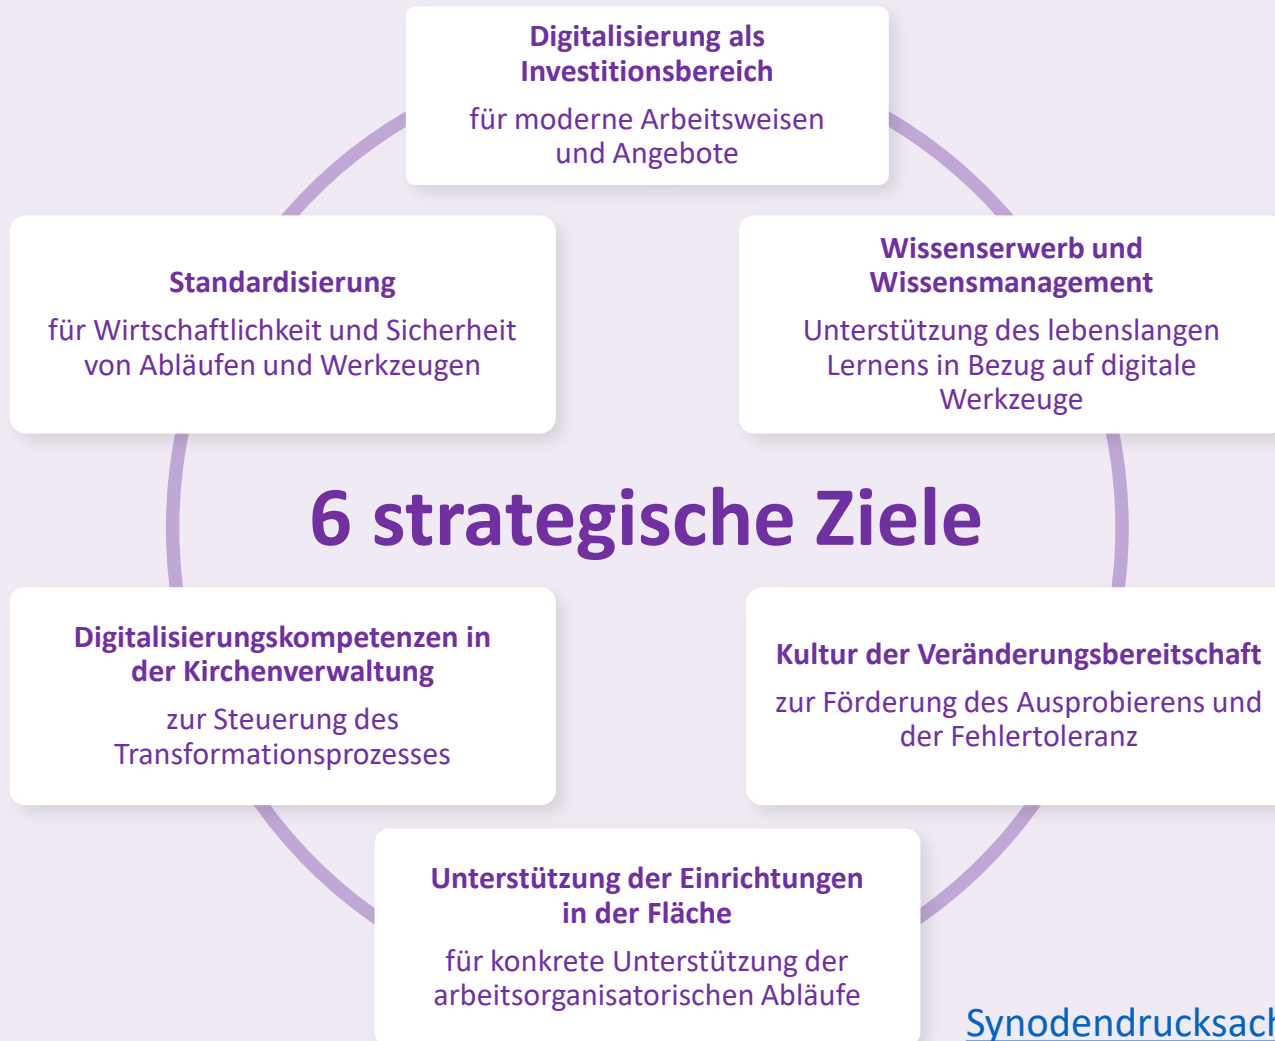 Digitalisierung als
Investitionsbereich
für moderne Arbeitsweisen
und Angebote
Wissenserwerb und
Wissensmanagement
Unterstützung des lebenslangen
Lernens in Bezug auf digitale
Werkzeuge
Kultur der Veränderungsbereitschaft
zur Förderung des Ausprobierens und
der Fehlertoleranz
Unterstützung der Einrichtungen
in der Fläche
für konkrete Unterstützung der
arbeitsorganisatorischen Abläufe
Digitalisierungskompetenzen in
der Kirchenverwaltung
zur Steuerung des
Transformationsprozesses
Standardisierung
für Wirtschaftlichkeit und Sicherheit
von Abläufen und Werkzeugen
6 strategische Ziele